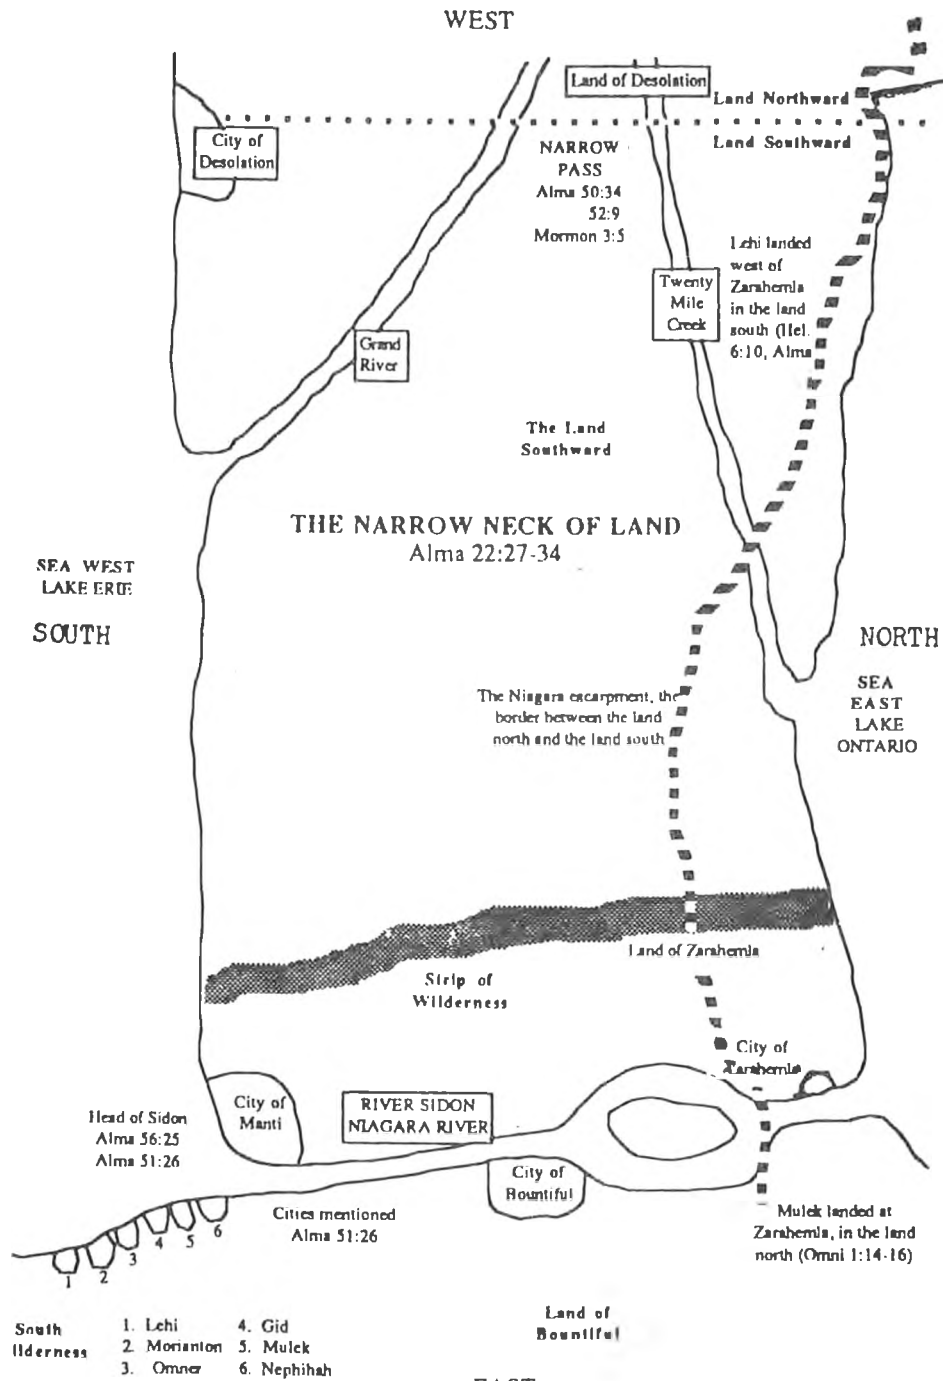 WEST
Land of Desolation
Land Northward
City of
Desolation
Land Southward
NARROW
PASS
Alma 50:34
52:9
Mormon 3:5
Lehi landed
west of
Zarahemla
in the land
south (Hel.
6:10, Alma
Twenty
Mile
Creek
Grand
River
The Land
Southward
THE NARROW NECK OF LAND
Alma 22:27-34
SEA WEST
LAKE ERIE
SOUTH
NORTH
SEA
EAST
LAKE
ONTARIO
The Niagara escarpment, the
border between the land
north and the land south
Land of Zarahemla
Strip of
Wilderness
City of
Zarahemla
City of
Manti
RIVER SIDON
NIAGARA RIVER
Head of Sidon
Alma 56:25
Alma 51:26
City of
Bountiful
Cities mentioned
Alma 51:26
Mulek landed at
Zarahemla, in the land
north (Omni 1:14-16)
1 2 3 4 5 6
South
ilderness
1. Lehi 4. Gid
2. Morianton 5. Mulek
3. Omner 6. Nephihah
Land of
Bountiful
EAST